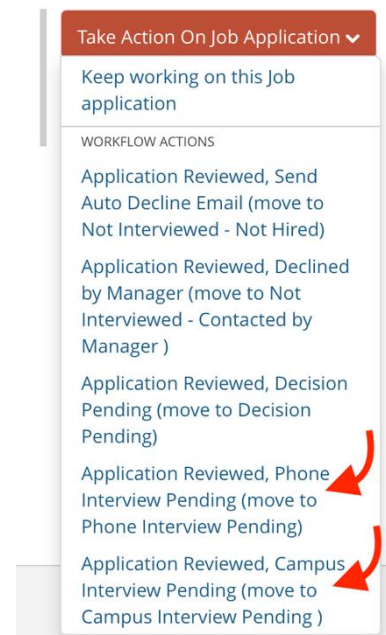 Take Action On Job Application
Keep working on this Job
application
WORKFLOW ACTIONS
Application Reviewed, Send
Auto Decline Email (move to
Not Interviewed - Not Hired)
Application Reviewed, Declined
by Manager (move to Not
Interviewed - Contacted by
Manager )
Application Reviewed, Decision
Pending (move to Decision
Pending)
Application Reviewed, Phone
Interview Pending (move to
Phone Interview Pending)
Application Reviewed, Campus
Interview Pending (move to
Campus Interview Pending )